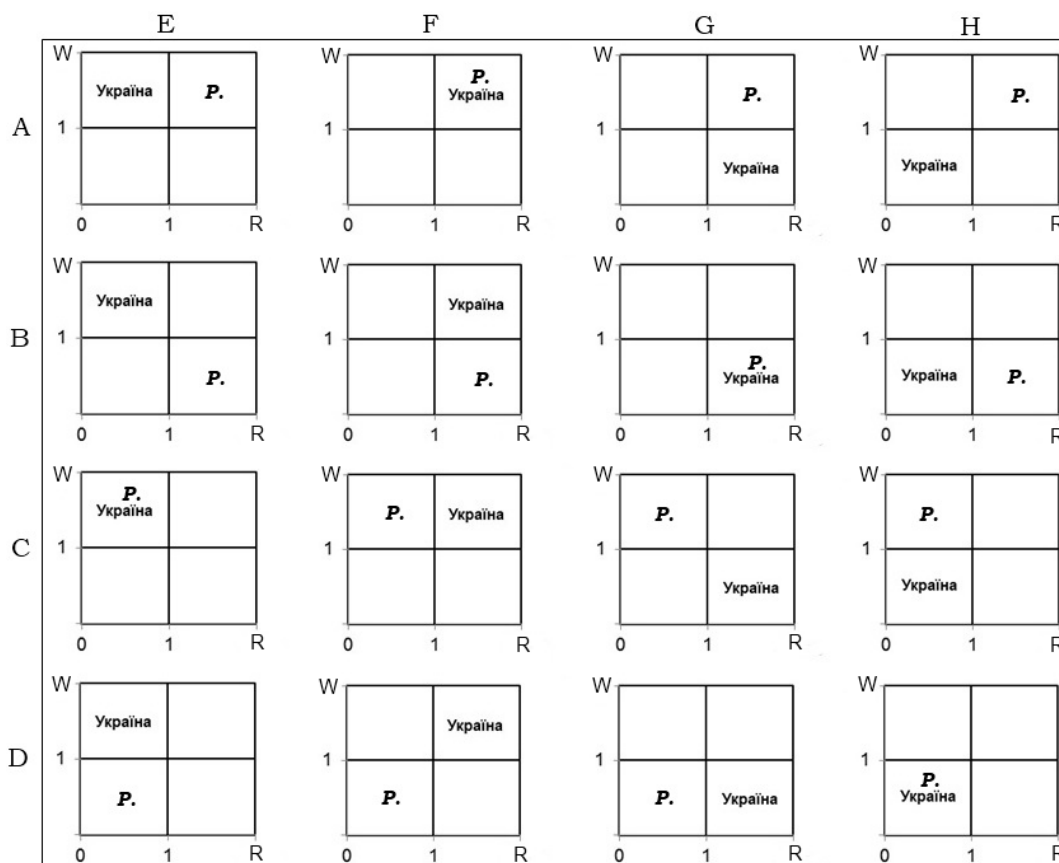 E F G H
W W W W
Україна P. P. P. P.
Україна
A 1 1 1 1
Україна Україна
0 1 R 0 1 R 0 1 R 0 1 R
W W W W
Україна Україна
B 1 1 1 1
P. P. P. Україна P.
Україна
0 1 R 0 1 R 0 1 R 0 1 R
W W W W
P. P. Україна P. P.
Україна
C 1 1 1 1
Україна Україна
0 1 R 0 1 R 0 1 R 0 1 R
W W W W
Україна Україна
D 1 1 1 1
P. P. P. Україна P.
Україна
0 1 R 0 1 R 0 1 R 0 1 R